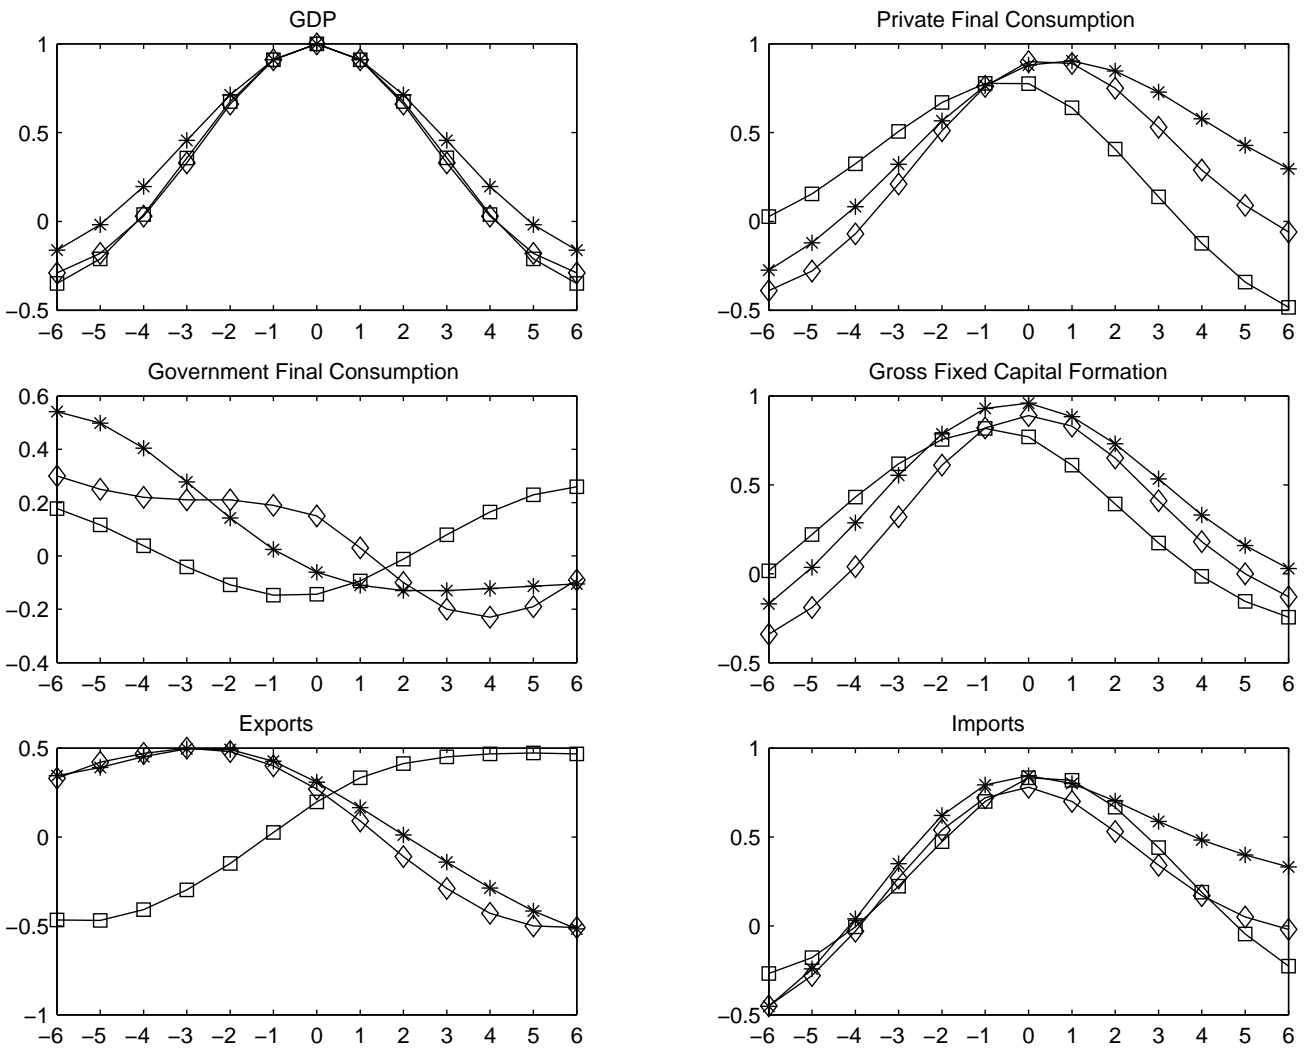 GDP
1
0.5
0
−0.5
−6 −5 −4 −3 −2 −1 0 1 2 3 4 5 6
Private Final Consumption
1
0.5
0
−0.5
−6 −5 −4 −3 −2 −1 0 1 2 3 4 5 6
Government Final Consumption
0.6
0.4
0.2
0
−0.2
−0.4
−6 −5 −4 −3 −2 −1 0 1 2 3 4 5 6
Gross Fixed Capital Formation
1
0.5
0
−0.5
−6 −5 −4 −3 −2 −1 0 1 2 3 4 5 6
Exports
0.5
0
−0.5
−1
−6 −5 −4 −3 −2 −1 0 1 2 3 4 5 6
Imports
1
0.5
0
−0.5
−6 −5 −4 −3 −2 −1 0 1 2 3 4 5 6